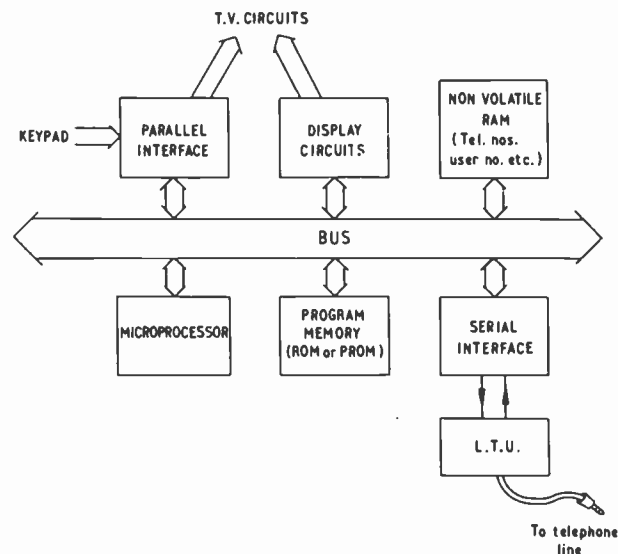 T.V. CIRCUITS
KEYPAD
PARALLEL
INTERFACE
DISPLAY
CIRCUITS
NON VOLATILE
RAM
(Tel. nos.
user no. etc.)
BUS
MICROPROCESSOR
PROGRAM
MEMORY
(ROM or PROM)
SERIAL
INTERFACE
L.T.U.
To telephone
line